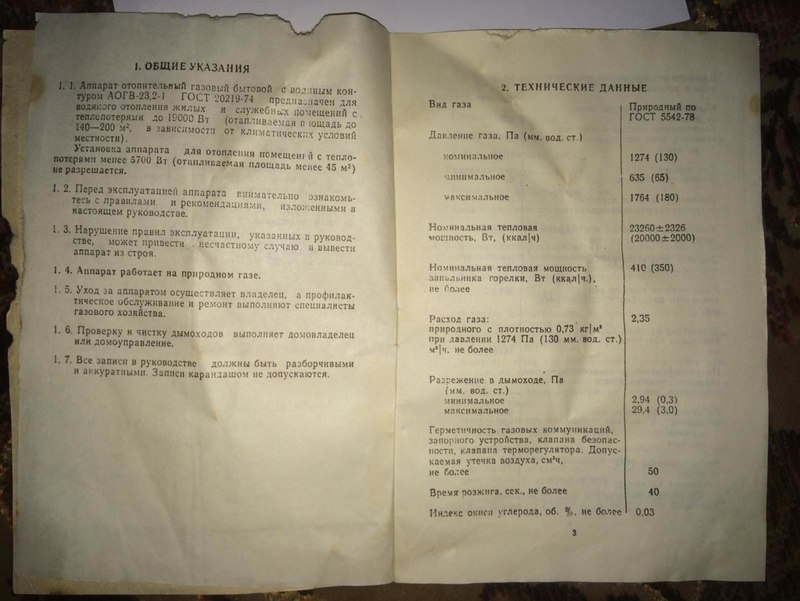 1. ОБЩИЕ УКАЗАНИЯ
1. 1. Аппарат отопительный газовый бытовой с водяным кон-
туром АОГВ-23,2-1 ГОСТ 20219-74 предназначен для
водяного отопления жилых и служебных помещений с
теплопотерями до 19000 Вт (отапливаемая площадь до
140—200 м², в зависимости от климатических условий
местности).
Установка аппарата для отопления помещений с тепло-
потерями менее 5700 Вт (отапливаемая площадь менее 45 м²)
не разрешается.
1. 2. Перед эксплуатацией аппарата внимательно ознакомь-
тесь с правилами и рекомендациями, изложенными в
настоящем руководстве.
1. 3. Нарушение правил эксплуатации, указанных в руковод-
стве, может привести к несчастному случаю и вывести
аппарат из строя.
1. 4. Аппарат работает на природном газе.
1. 5. Уход за аппаратом осуществляет владелец, а профилак-
тическое обслуживание и ремонт выполняют специалисты
газового хозяйства.
1. 6. Проверку и чистку дымоходов выполняет домовладелец
или домоуправление.
1. 7. Все записи в руководстве должны быть разборчивыми
и аккуратными. Записи карандашом не допускаются.
2. ТЕХНИЧЕСКИЕ ДАННЫЕ
Вид газа Природный по
ГОСТ 5542-78
Давление газа, Па (мм. вод. ст.)
номинальное 1274 (130)
минимальное 635 (65)
максимальное 1764 (180)
Номинальная тепловая 23260±2326
мощность, Вт, (ккал|ч) (20000±2000)
Номинальная тепловая мощность 410 (350)
запальника горелки, Вт (ккал|ч.),
не более
Расход газа: 2,35
природного с плотностью 0,73 кг|м³
при давлении 1274 Па (130 мм. вод. ст.)
м³|ч. не более
Разрежение в дымоходе, Па
(мм. вод. ст.)
минимальное 2,94 (0,3)
максимальное 29,4 (3,0)
Герметичность газовых коммуникаций,
запорного устройства, клапана безопас-
ности, клапана терморегулятора. Допус-
каемая утечка воздуха, см³ч,
не более 50
Время розжига, сек., не более 40
Индекс окиси углерода, об. %, не более 0,03
3